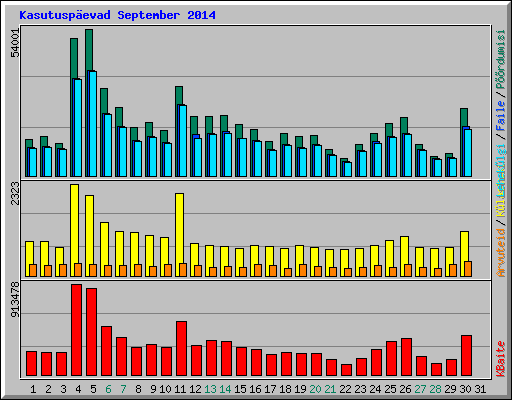 Kasutuspäevad September 2014
54001
2323
913478
Pöördumisi
/
Faile
/
Külienekülgi
/
Arvuteid
KBaite
1 2 3 4 5 6 7 8 9 10 11 12 13 14 15 16 17 18 19 20 21 22 23 24 25 26 27 28 29 30 31